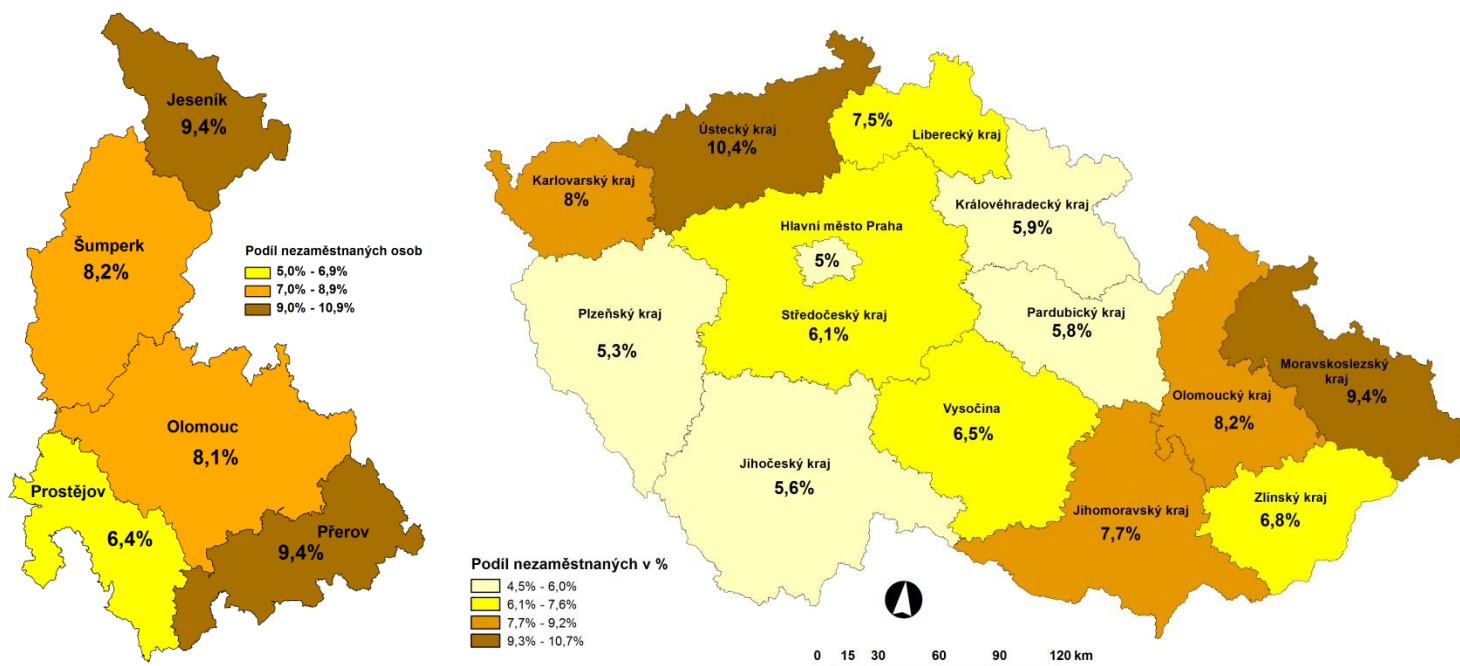 Jeseník
9,4%
Šumperk
8,2%
Podíl nezaměstnaných osob
5,0% - 6,9%
7,0% - 8,9%
9,0% - 10,9%
Olomouc
8,1%
Prostějov
6,4%
Přerov
9,4%
Ústecký kraj
10,4%
7,5%
Liberecký kraj
Karlovarský kraj
8%
Královéhradecký kraj
5,9%
Hlavní město Praha
5%
Plzeňský kraj
5,3%
Středočeský kraj
6,1%
Pardubický kraj
5,8%
Moravskoslezský
kraj
9,4%
Olomoucký kraj
8,2%
Vysočina
6,5%
Jihočeský kraj
5,6%
Jihomoravský kraj
7,7%
Zlínský kraj
6,8%
Podíl nezaměstnaných v %
4,5% - 6,0%
6,1% - 7,6%
7,7% - 9,2%
9,3% - 10,7%
0 15 30 60 90 120 km